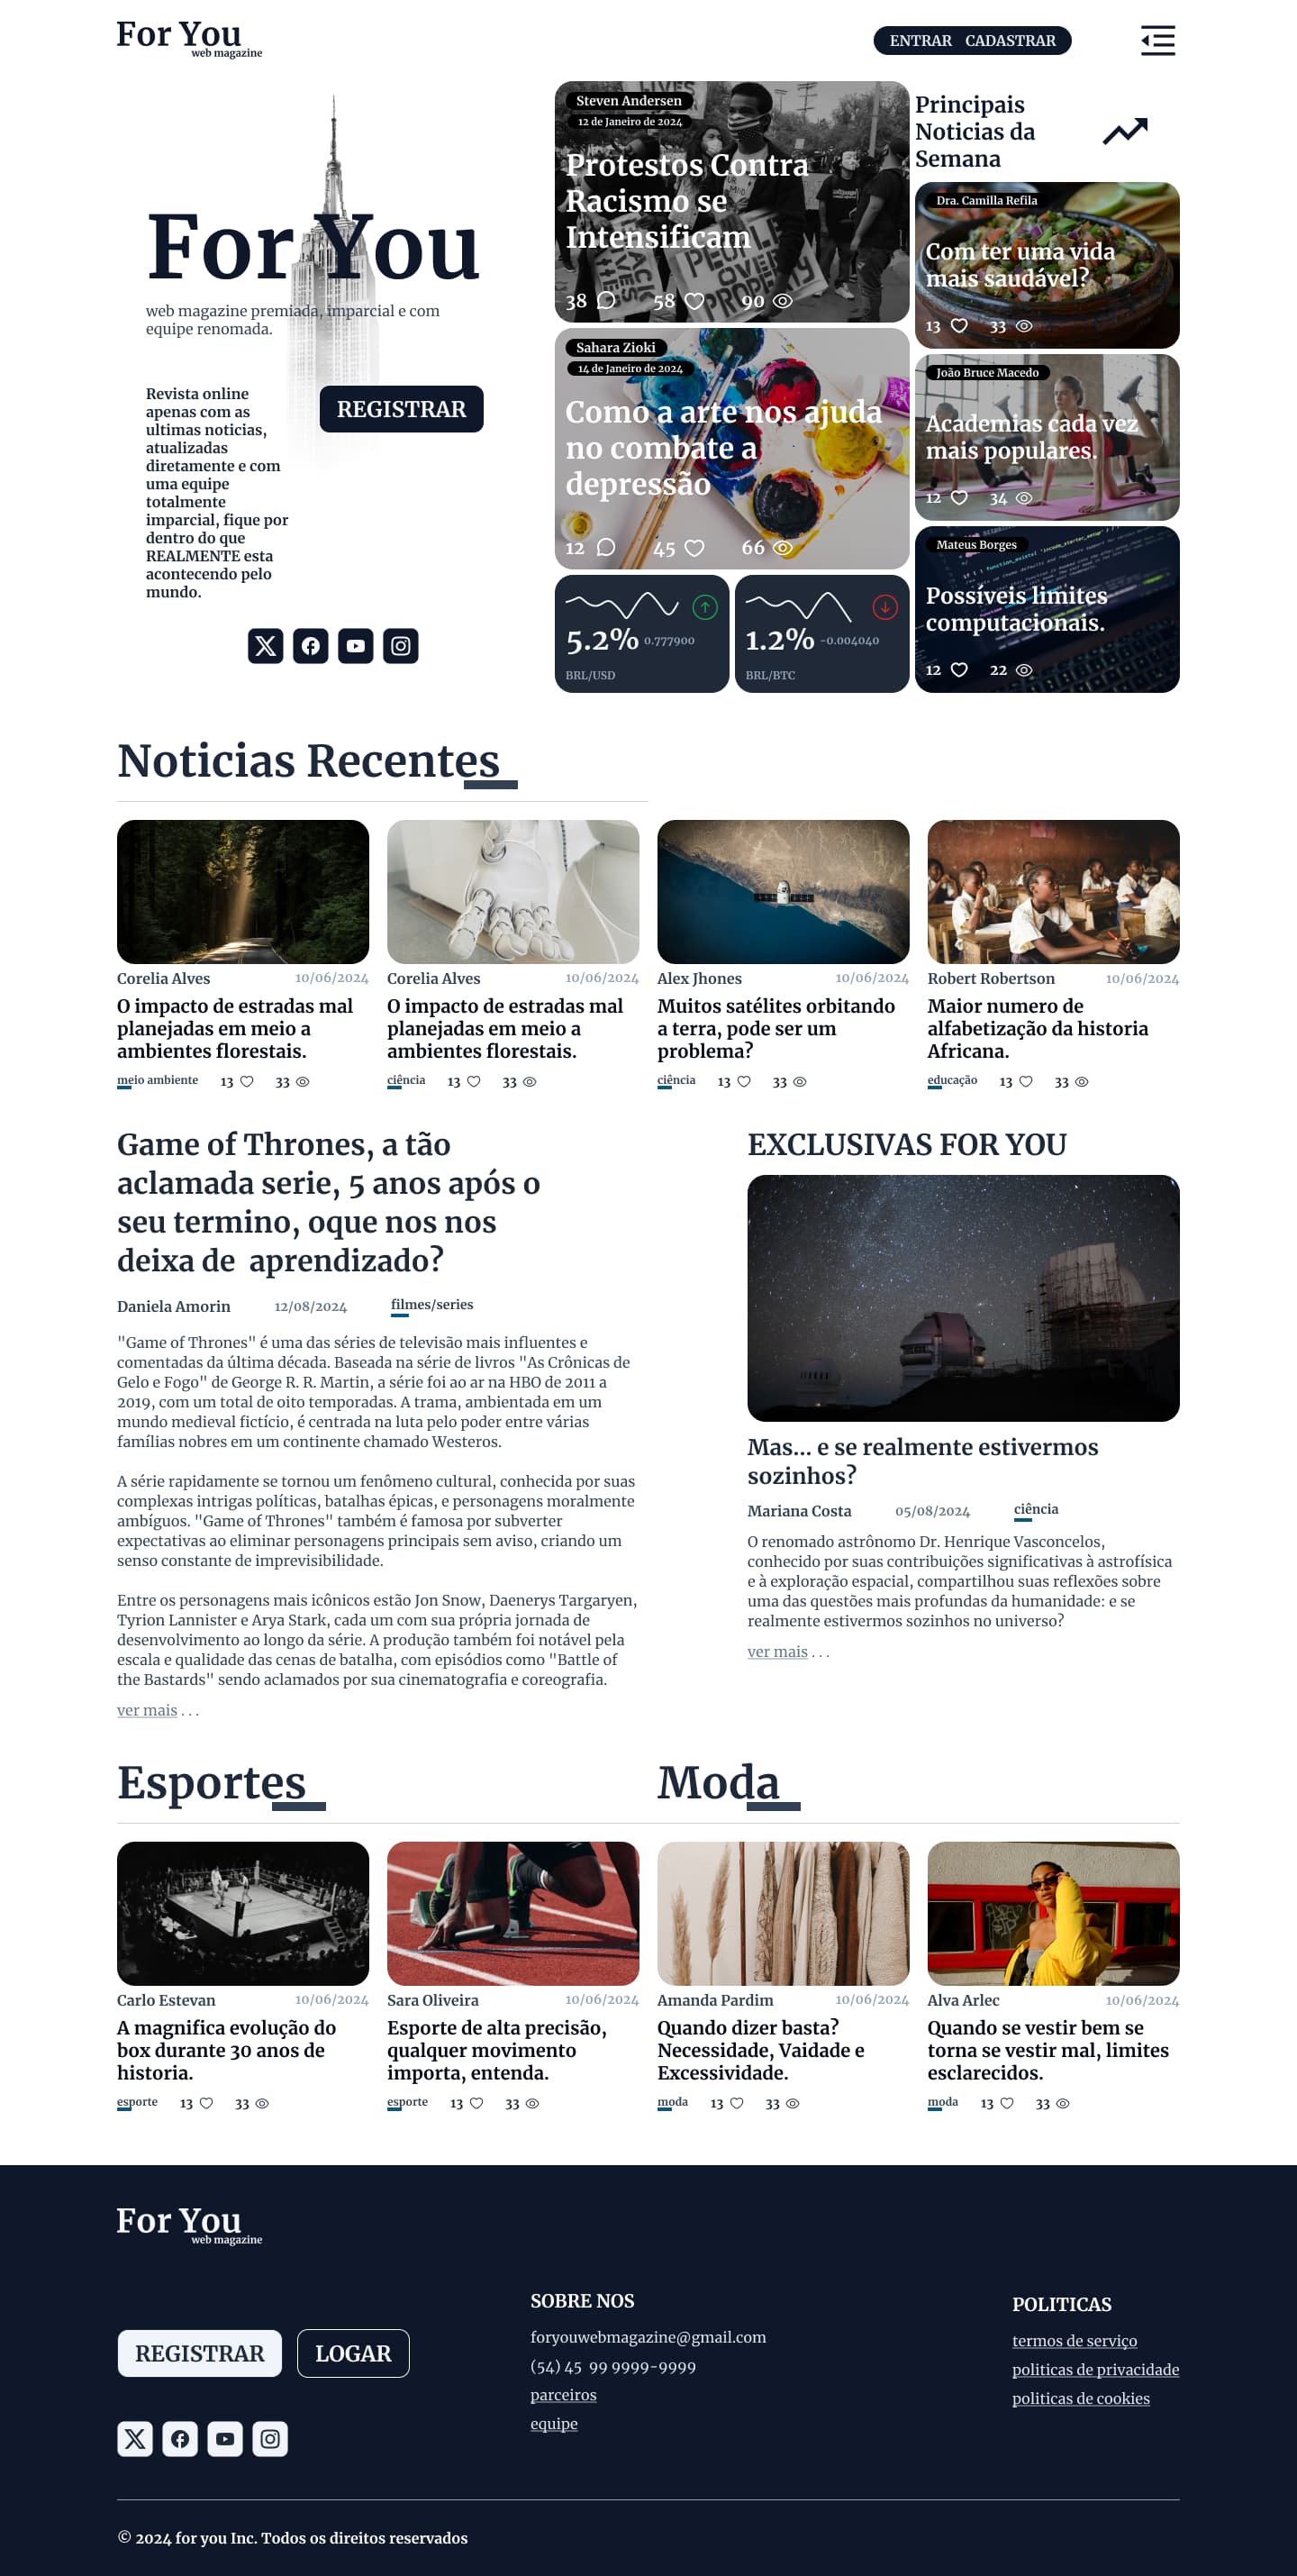 For You
web magazine
ENTRAR CADASTRAR
For You
web magazine premiada, imparcial e com
equipe renomada.
Revista online
apenas com as
ultimas noticias,
atualizadas
diretamente e com
uma equipe
totalmente
imparcial, fique por
dentro do que
REALMENTE esta
acontecendo pelo
mundo.
REGISTRAR
Steven Andersen
12 de Janeiro de 2024
Protestos Contra
Racismo se
Intensificam
38 58 90
Sahara Zioki
14 de Janeiro de 2024
Como a arte nos ajuda
no combate a
depressão
12 45 66
5.2% 0.777900
BRL/USD
1.2% -0.004040
BRL/BTC
Principais
Noticias da
Semana
Dra. Camilla Refila
Com ter uma vida
mais saudável?
13 33
João Bruce Macedo
Academias cada vez
mais populares.
12 34
Mateus Borges
Possíveis limites
computacionais.
12 22
Noticias Recentes
Corelia Alves 10/06/2024
O impacto de estradas mal
planejadas em meio a
ambientes florestais.
meio ambiente 13 33
Corelia Alves 10/06/2024
O impacto de estradas mal
planejadas em meio a
ambientes florestais.
ciência 13 33
Alex Jhones 10/06/2024
Muitos satélites orbitando
a terra, pode ser um
problema?
ciência 13 33
Robert Robertson 10/06/2024
Maior numero de
alfabetização da historia
Africana.
educação 13 33
Game of Thrones, a tão
aclamada serie, 5 anos após o
seu termino, oque nos nos
deixa de  aprendizado?
Daniela Amorin 12/08/2024 filmes/series
"Game of Thrones" é uma das séries de televisão mais influentes e
comentadas da última década. Baseada na série de livros "As Crônicas de
Gelo e Fogo" de George R. R. Martin, a série foi ao ar na HBO de 2011 a
2019, com um total de oito temporadas. A trama, ambientada em um
mundo medieval fictício, é centrada na luta pelo poder entre várias
famílias nobres em um continente chamado Westeros.
A série rapidamente se tornou um fenômeno cultural, conhecida por suas
complexas intrigas políticas, batalhas épicas, e personagens moralmente
ambíguos. "Game of Thrones" também é famosa por subverter
expectativas ao eliminar personagens principais sem aviso, criando um
senso constante de imprevisibilidade.
Entre os personagens mais icônicos estão Jon Snow, Daenerys Targaryen,
Tyrion Lannister e Arya Stark, cada um com sua própria jornada de
desenvolvimento ao longo da série. A produção também foi notável pela
escala e qualidade das cenas de batalha, com episódios como "Battle of
the Bastards" sendo aclamados por sua cinematografia e coreografia.
ver mais . . .
EXCLUSIVAS FOR YOU
Mas... e se realmente estivermos
sozinhos?
Mariana Costa 05/08/2024 ciência
O renomado astrônomo Dr. Henrique Vasconcelos,
conhecido por suas contribuições significativas à astrofísica
e à exploração espacial, compartilhou suas reflexões sobre
uma das questões mais profundas da humanidade: e se
realmente estivermos sozinhos no universo?
ver mais . . .
Esportes
Moda
Carlo Estevan 10/06/2024
A magnifica evolução do
box durante 30 anos de
historia.
esporte 13 33
Sara Oliveira 10/06/2024
Esporte de alta precisão,
qualquer movimento
importa, entenda.
esporte 13 33
Amanda Pardim 10/06/2024
Quando dizer basta?
Necessidade, Vaidade e
Excessividade.
moda 13 33
Alva Arlec 10/06/2024
Quando se vestir bem se
torna se vestir mal, limites
esclarecidos.
moda 13 33
For You
web magazine
REGISTRAR LOGAR
SOBRE NOS
foryouwebmagazine@gmail.com
(54) 45  99 9999-9999
parceiros
equipe
POLITICAS
termos de serviço
politicas de privacidade
politicas de cookies
© 2024 for you Inc. Todos os direitos reservados